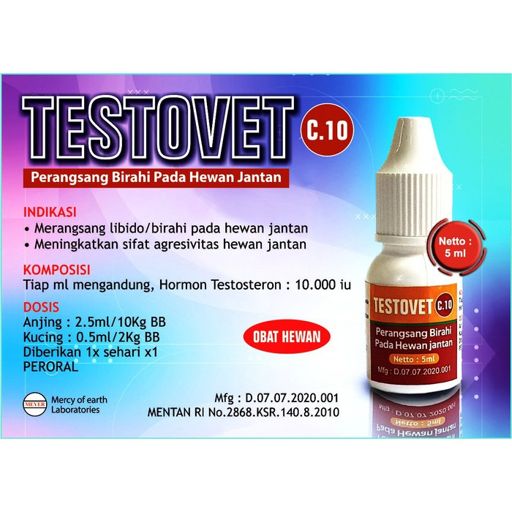 TESTOVET C.10
Perangsang Birahi Pada Hewan Jantan
INDIKASI
• Merangsang libido/birahi pada hewan jantan
• Meningkatkan sifat agresivitas hewan jantan
KOMPOSISI
Tiap ml mengandung, Hormon Testosteron : 10.000 iu
DOSIS
Anjing : 2.5ml/10Kg BB
Kucing : 0.5ml/2Kg BB
Diberikan 1x sehari x1
PERORAL
OBAT HEWAN
Netto :
5 ml
TESTOVET C.10
Perangsang Birahi
Pada Hewan jantan
Netto : 5ml
Mfg : D.07.07.2020.001
MEYER
Mercy of earth
Laboratories
Mfg : D.07.07.2020.001
MENTAN RI No.2868.KSR.140.8.2010